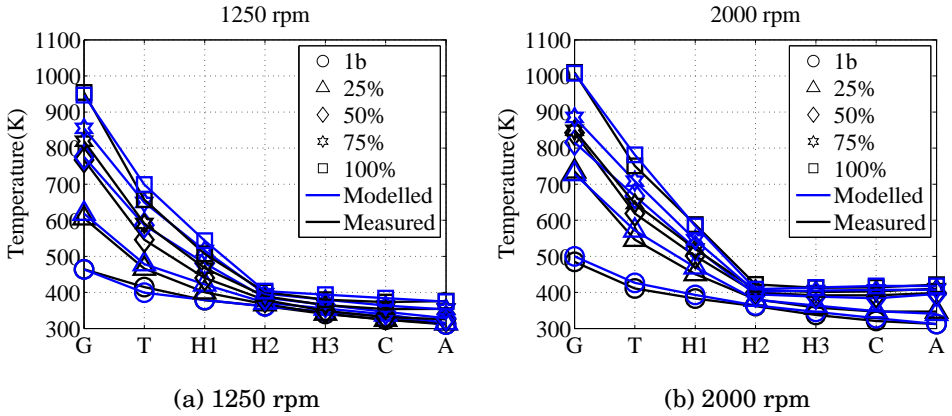 1250 rpm
1100
1000
900
800
700
600
500
400
300
Temperature(K)
G T H1 H2 H3 C A
1b
25%
50%
75%
100%
Modelled
Measured
(a) 1250 rpm
2000 rpm
1100
1000
900
800
700
600
500
400
300
Temperature(K)
G T H1 H2 H3 C A
1b
25%
50%
75%
100%
Modelled
Measured
(b) 2000 rpm